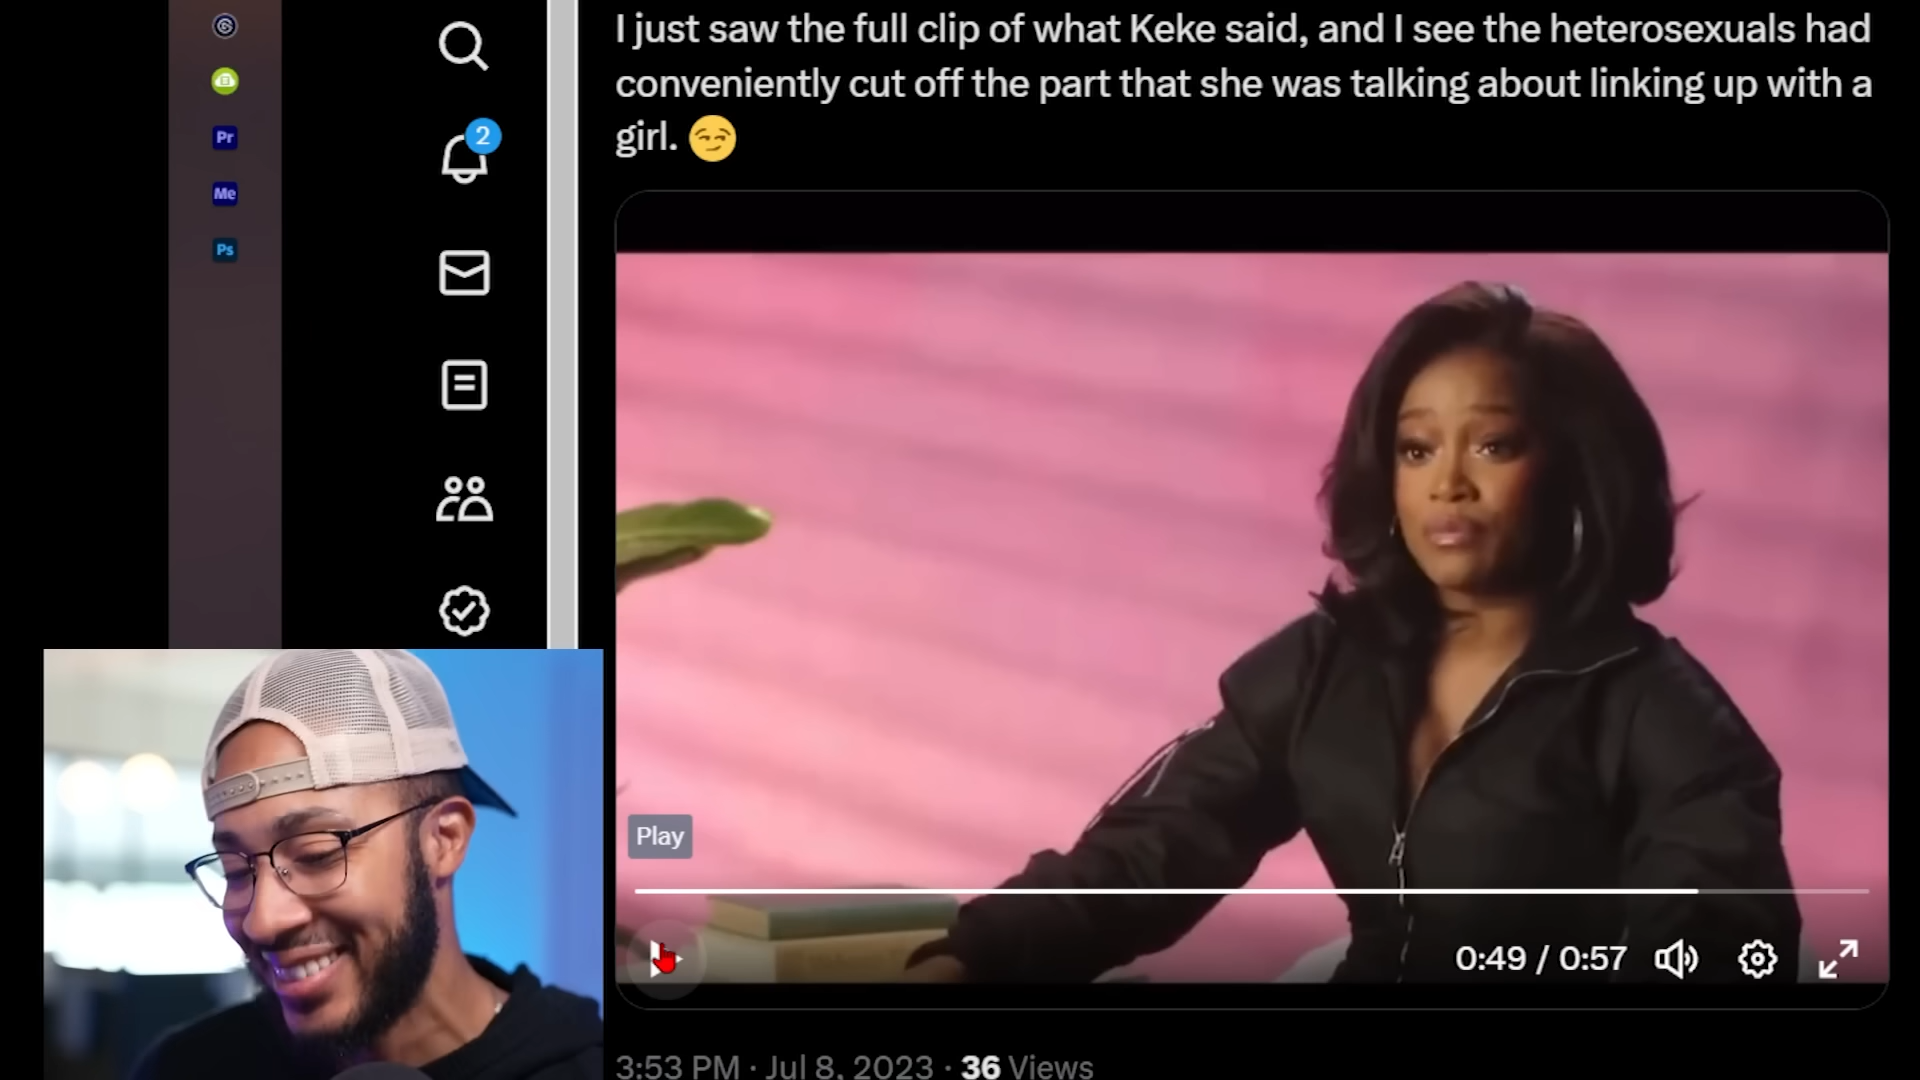 I just saw the full clip of what Keke said, and I see the heterosexuals had
conveniently cut off the part that she was talking about linking up with a
girl. 😏
2
Pr
Me
Ps
Play
0:49 / 0:57
3:53 PM · Jul 8, 2023 · 36 Views